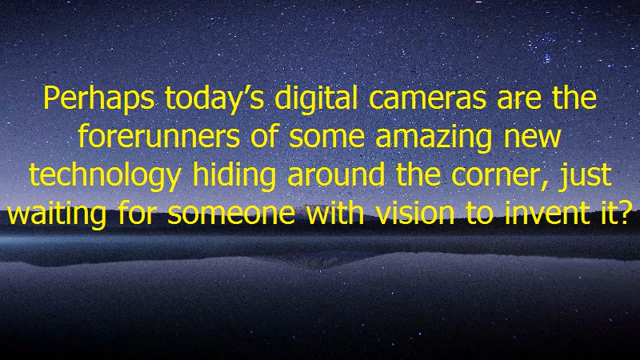 Perhaps today’s digital cameras are the
forerunners of some amazing new
technology hiding around the corner, just
waiting for someone with vision to invent it?